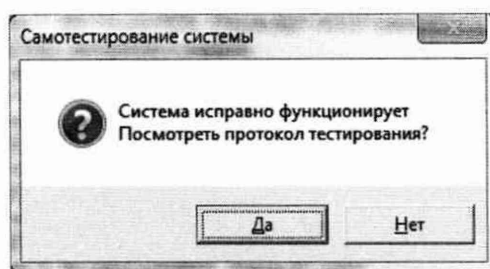 Самотестирование системы
Система исправно функционирует
Посмотреть протокол тестирования?
Да
Нет